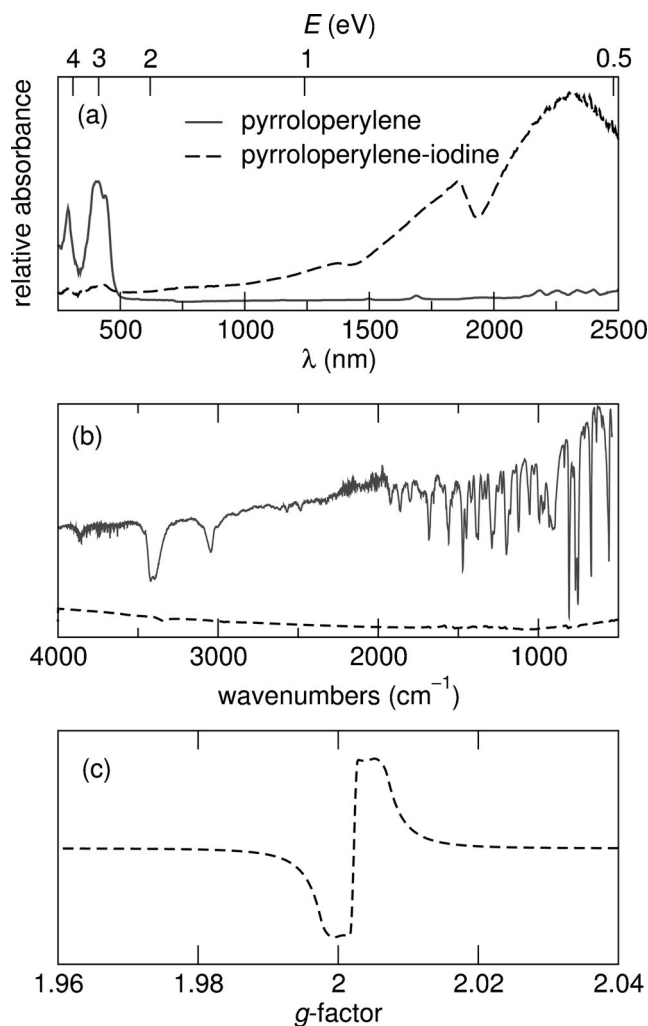 E (eV)
4 3 2 1 0.5
(a)
pyrroloperylene
pyrroloperylene-iodine
relative absorbance
500 1000 1500 2000 2500
λ (nm)
(b)
4000 3000 2000 1000
wavenumbers (cm⁻¹)
(c)
1.96 1.98 2 2.02 2.04
g-factor